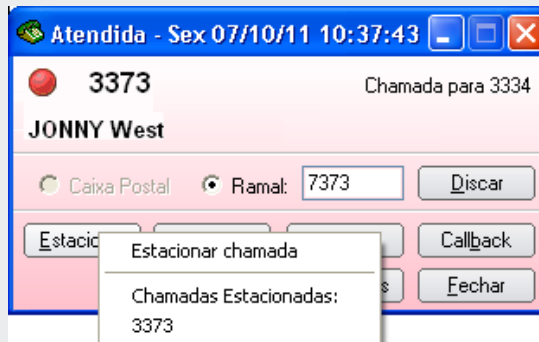 Atendida - Sex 07/10/11 10:37:43
3373
Chamada para 3334
JONNY West
Caixa Postal
Ramal:
7373
Discar
Callback
Estacionar chamada
Fechar
Chamadas Estacionadas:
3373